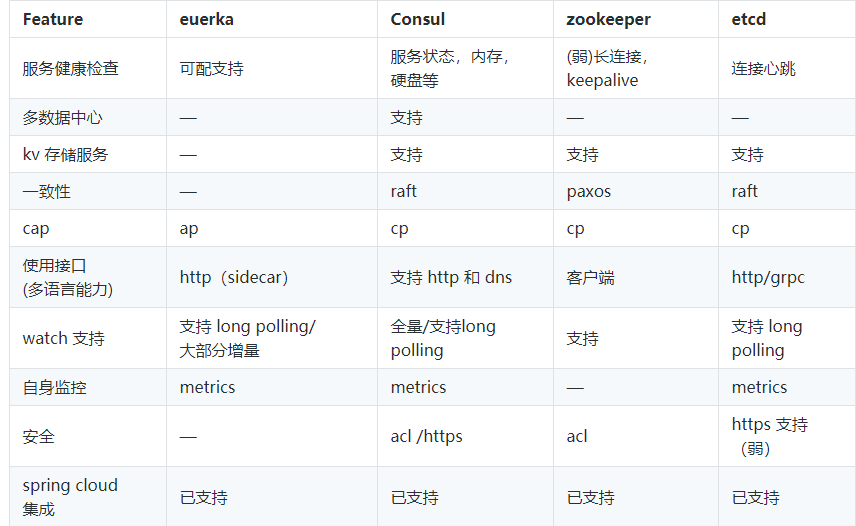 Feature euerka Consul zookeeper etcd
服务健康检查 可配支持 服务状态，内存，硬盘等 (弱)长连接，keepalive 连接心跳
多数据中心 — 支持 — —
kv 存储服务 — 支持 支持 支持
一致性 — raft paxos raft
cap ap cp cp cp
使用接口(多语言能力) http（sidecar） 支持 http 和 dns 客户端 http/grpc
watch 支持 支持 long polling/大部分增量 全量/支持long polling 支持 支持 long polling
自身监控 metrics metrics — metrics
安全 — acl /https acl https 支持（弱）
spring cloud 集成 已支持 已支持 已支持 已支持